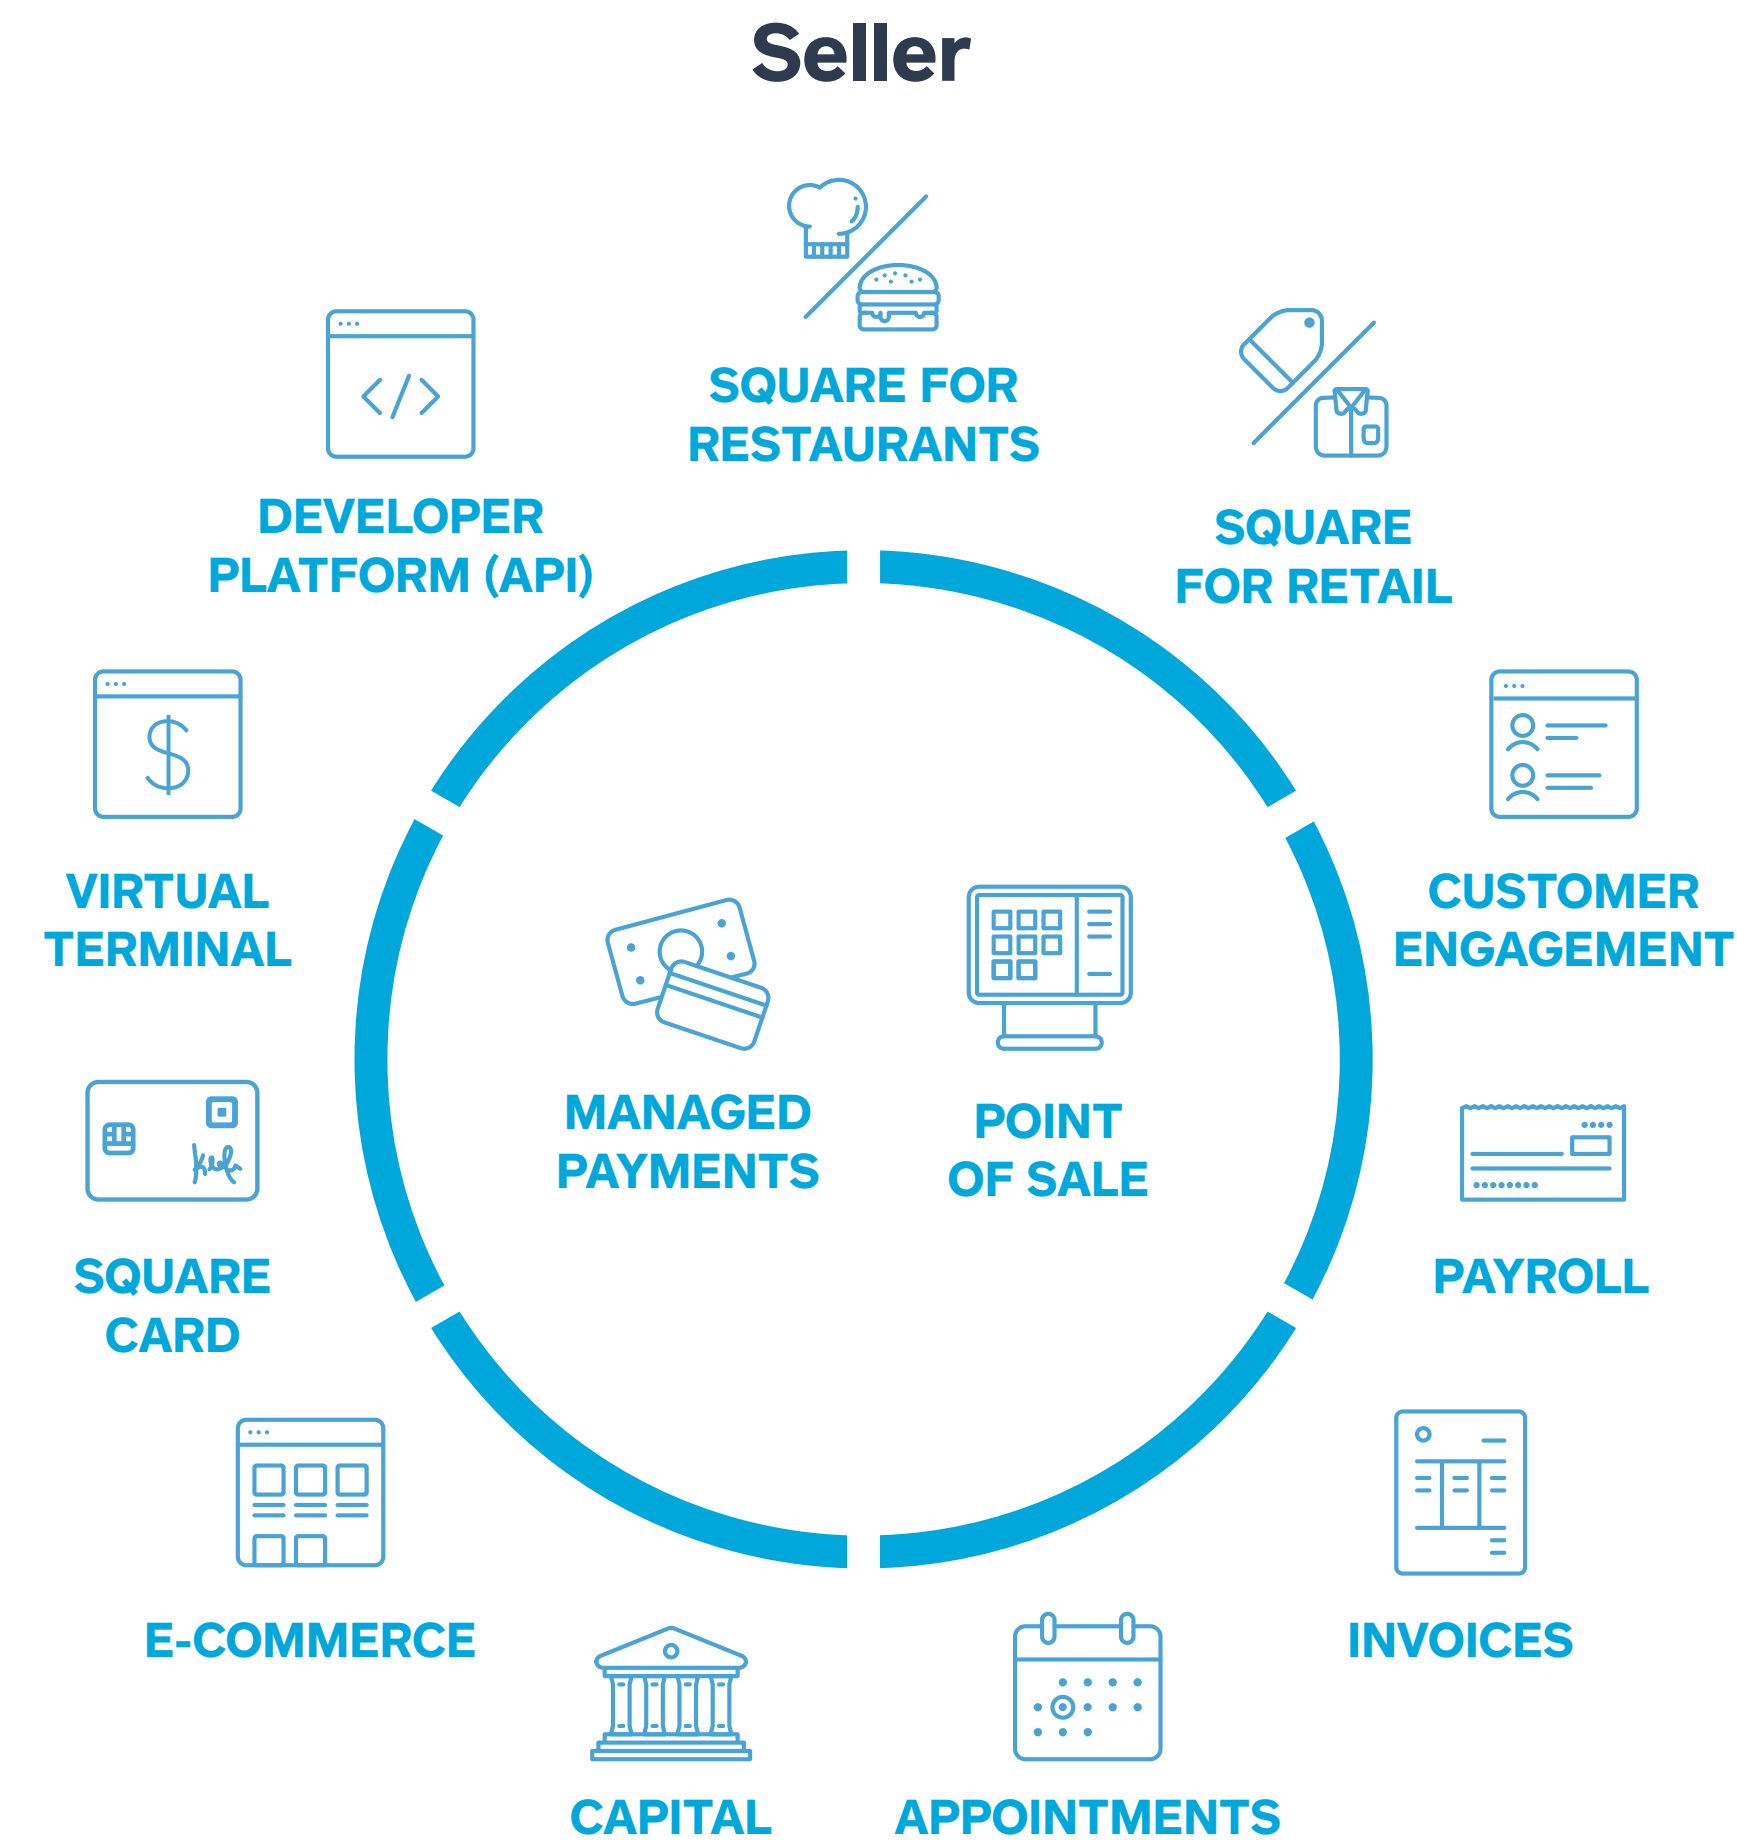 Seller
SQUARE FOR
RESTAURANTS
DEVELOPER
PLATFORM (API)
SQUARE
FOR RETAIL
VIRTUAL
TERMINAL
CUSTOMER
ENGAGEMENT
MANAGED
PAYMENTS
POINT
OF SALE
SQUARE
CARD
PAYROLL
E-COMMERCE
INVOICES
CAPITAL
APPOINTMENTS